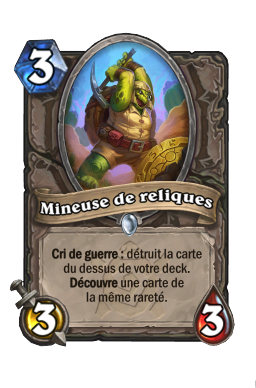 3
Mineuse de reliques
Cri de guerre : détruit la carte
du dessus de votre deck.
Découvre une carte de
la même rareté.
3
3